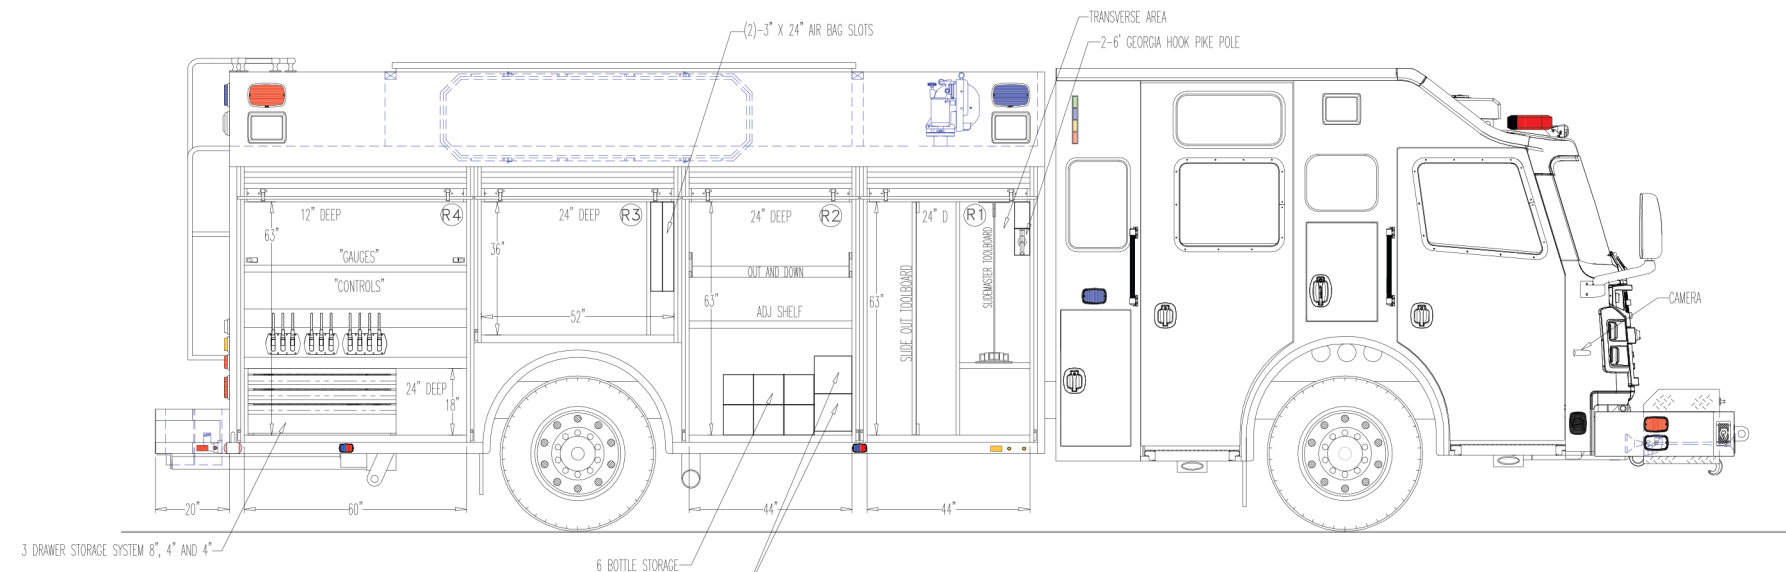 (2)-3" X 24" AIR BAG SLOTS
TRANSVERSE AREA
2-6' GEORGIA HOOK PIKE POLE
12" DEEP
R4
24" DEEP
R3
24" DEEP
R2
24" D
R1
63"
36"
63"
63"
"GAUGES"
"CONTROLS"
OUT AND DOWN
ADJ SHELF
SLIDE OUT TOOLBOARD
SLIDEMASTER TOOLBOARD
52"
CAMERA
24" DEEP
18"
20"
60"
44"
44"
3 DRAWER STORAGE SYSTEM 8", 4" AND 4"
6 BOTTLE STORAGE